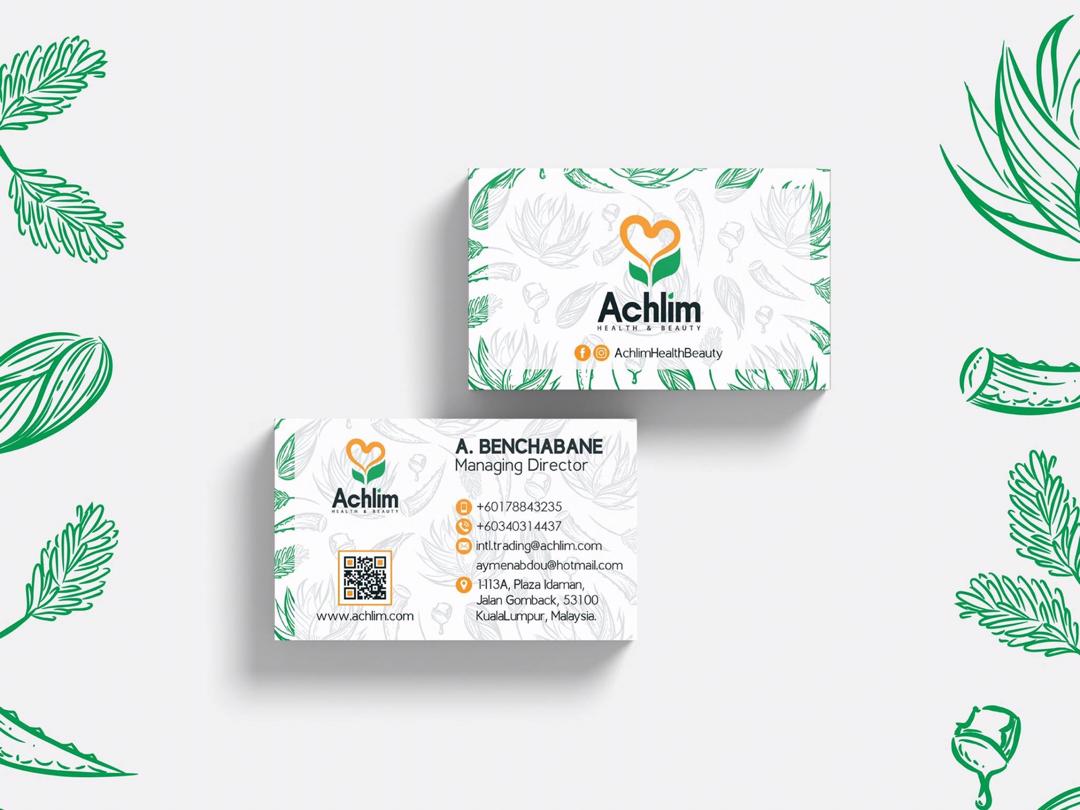 Achlim
HEALTH & BEAUTY
AchlimHealthBeauty
Achlim
HEALTH & BEAUTY
www.achlim.com
A. BENCHABANE
Managing Director
+60178843235
+60340314437
intl.trading@achlim.com
aymenabdou@hotmail.com
1-113A, Plaza Idaman,
Jalan Gomback, 53100
KualaLumpur, Malaysia.